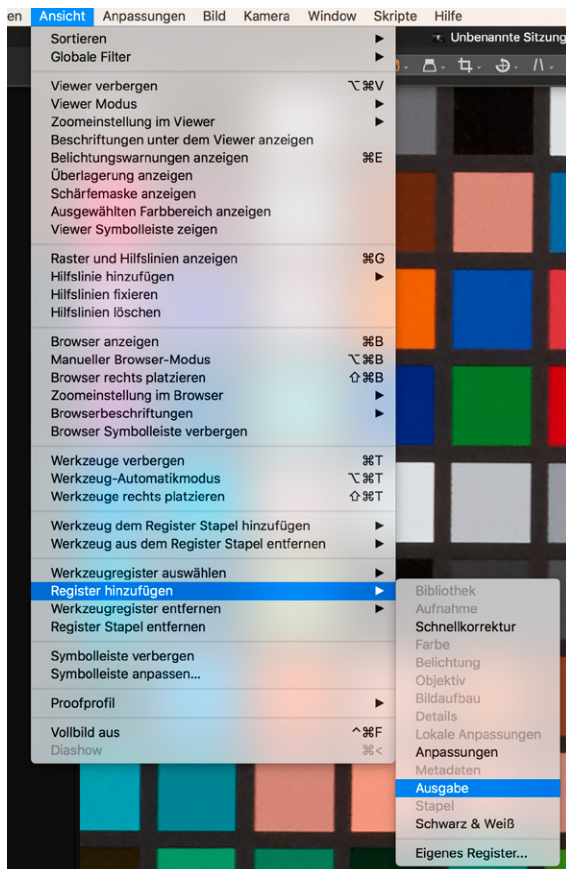 en Ansicht Anpassungen Bild Kamera Window Skripte Hilfe
Unbenannte Sitzung
Sortieren
Globale Filter
Viewer verbergen ⌥⌘V
Viewer Modus
Zoomeinstellung im Viewer
Beschriftungen unter dem Viewer anzeigen
Belichtungswarnungen anzeigen ⌘E
Überlagerung anzeigen
Schärfemaske anzeigen
Ausgewählten Farbbereich anzeigen
Viewer Symbolleiste zeigen
Raster und Hilfslinien anzeigen ⌘G
Hilfslinie hinzufügen
Hilfslinien fixieren
Hilfslinien löschen
Browser anzeigen ⌘B
Manueller Browser-Modus ⌥⌘B
Browser rechts platzieren ⇧⌘B
Zoomeinstellung im Browser
Browserbeschriftungen
Browser Symbolleiste verbergen
Werkzeuge verbergen ⌘T
Werkzeug-Automatikmodus ⌥⌘T
Werkzeuge rechts platzieren ⇧⌘T
Werkzeug dem Register Stapel hinzufügen
Werkzeug aus dem Register Stapel entfernen
Werkzeugregister auswählen
Register hinzufügen
Werkzeugregister entfernen
Register Stapel entfernen
Symbolleiste verbergen
Symbolleiste anpassen...
Proofprofil
Vollbild aus ^⌘F
Diashow ⌘<
Bibliothek
Aufnahme
Schnellkorrektur
Farbe
Belichtung
Objektiv
Bildaufbau
Details
Lokale Anpassungen
Anpassungen
Metadaten
Ausgabe
Stapel
Schwarz & Weiß
Eigenes Register...